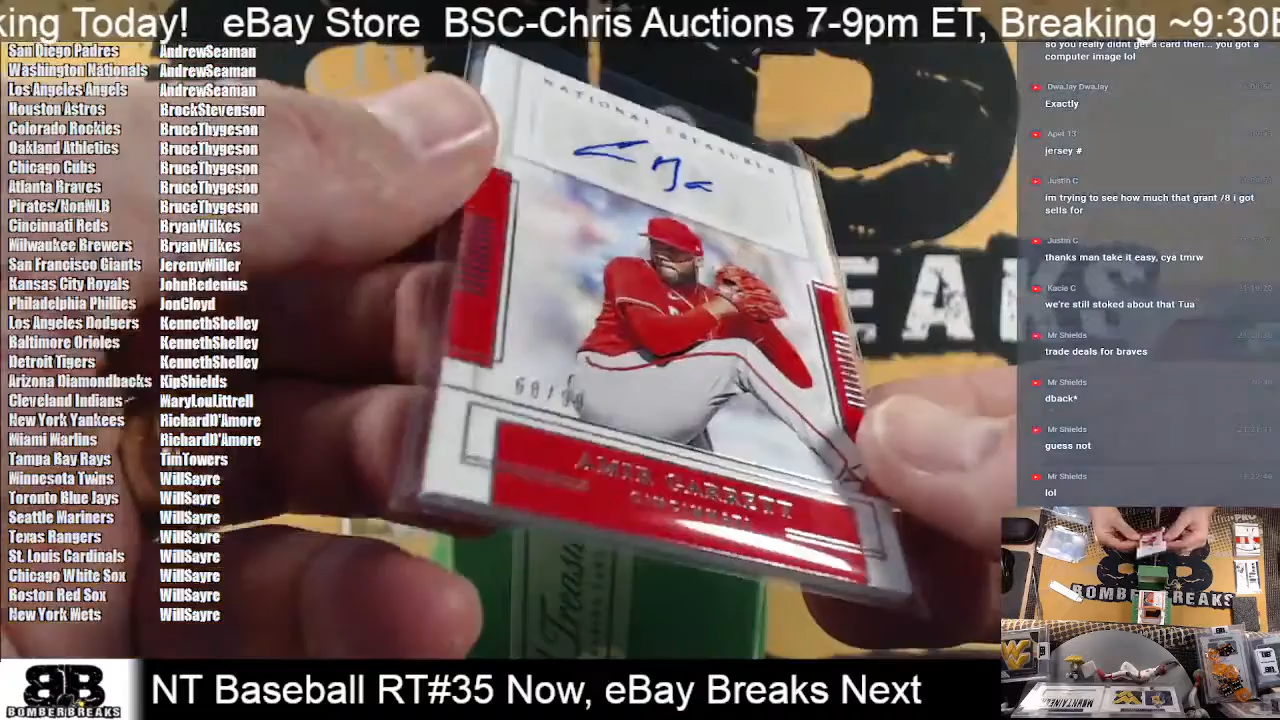 king Today! eBay Store BSC-Chris Auctions 7-9pm ET, Breaking ~9:30
San Diego Padres AndrewSeaman
Washington Nationals AndrewSeaman
Los Angeles Angels AndrewSeaman
Houston Astros BrockStevenson
Colorado Rockies BruceThygeson
Oakland Athletics BruceThygeson
Chicago Cubs BruceThygeson
Atlanta Braves BruceThygeson
Pirates/NonMLB BruceThygeson
Cincinnati Reds BryanWilkes
Milwaukee Brewers BryanWilkes
San Francisco Giants JeremyMiller
Kansas City Royals JohnRedenius
Philadelphia Phillies JonCloyd
Los Angeles Dodgers KennethShelley
Baltimore Orioles KennethShelley
Detroit Tigers KennethShelley
Arizona Diamondbacks KipShields
Cleveland Indians MaryLouLittrell
New York Yankees RichardD'Amore
Miami Marlins RichardD'Amore
Tampa Ray Rays TimTowers
Minnesota Twins WillSayre
Toronto Blue Jays WillSayre
Seattle Mariners WillSayre
Texas Rangers WillSayre
St. Louis Cardinals WillSayre
Chicago White Sox WillSayre
Boston Red Sox WillSayre
New York Mets WillSayre
NATIONAL TREASURES
AMIR GARRETT
CINCINNATI
Treasu
EAKS
so you really didnt get a card then... you got a
computer image lol
DwaJay DwaJay
Exactly
Apet 13
jersey #
Justin C
im trying to see how much that grant /8 i got
sells for
Justin C
thanks man take it easy, cya tmrw
Kacie C
we're still stoked about that Tua
Mr Shields
trade deals for braves
Mr Shields
dback*
Mr Shields
guess not
Mr Shields
lol
BOMBERBREAKS
MOUNTAINEE
BOMBERBREAKS
NT Baseball RT#35 Now, eBay Breaks Next